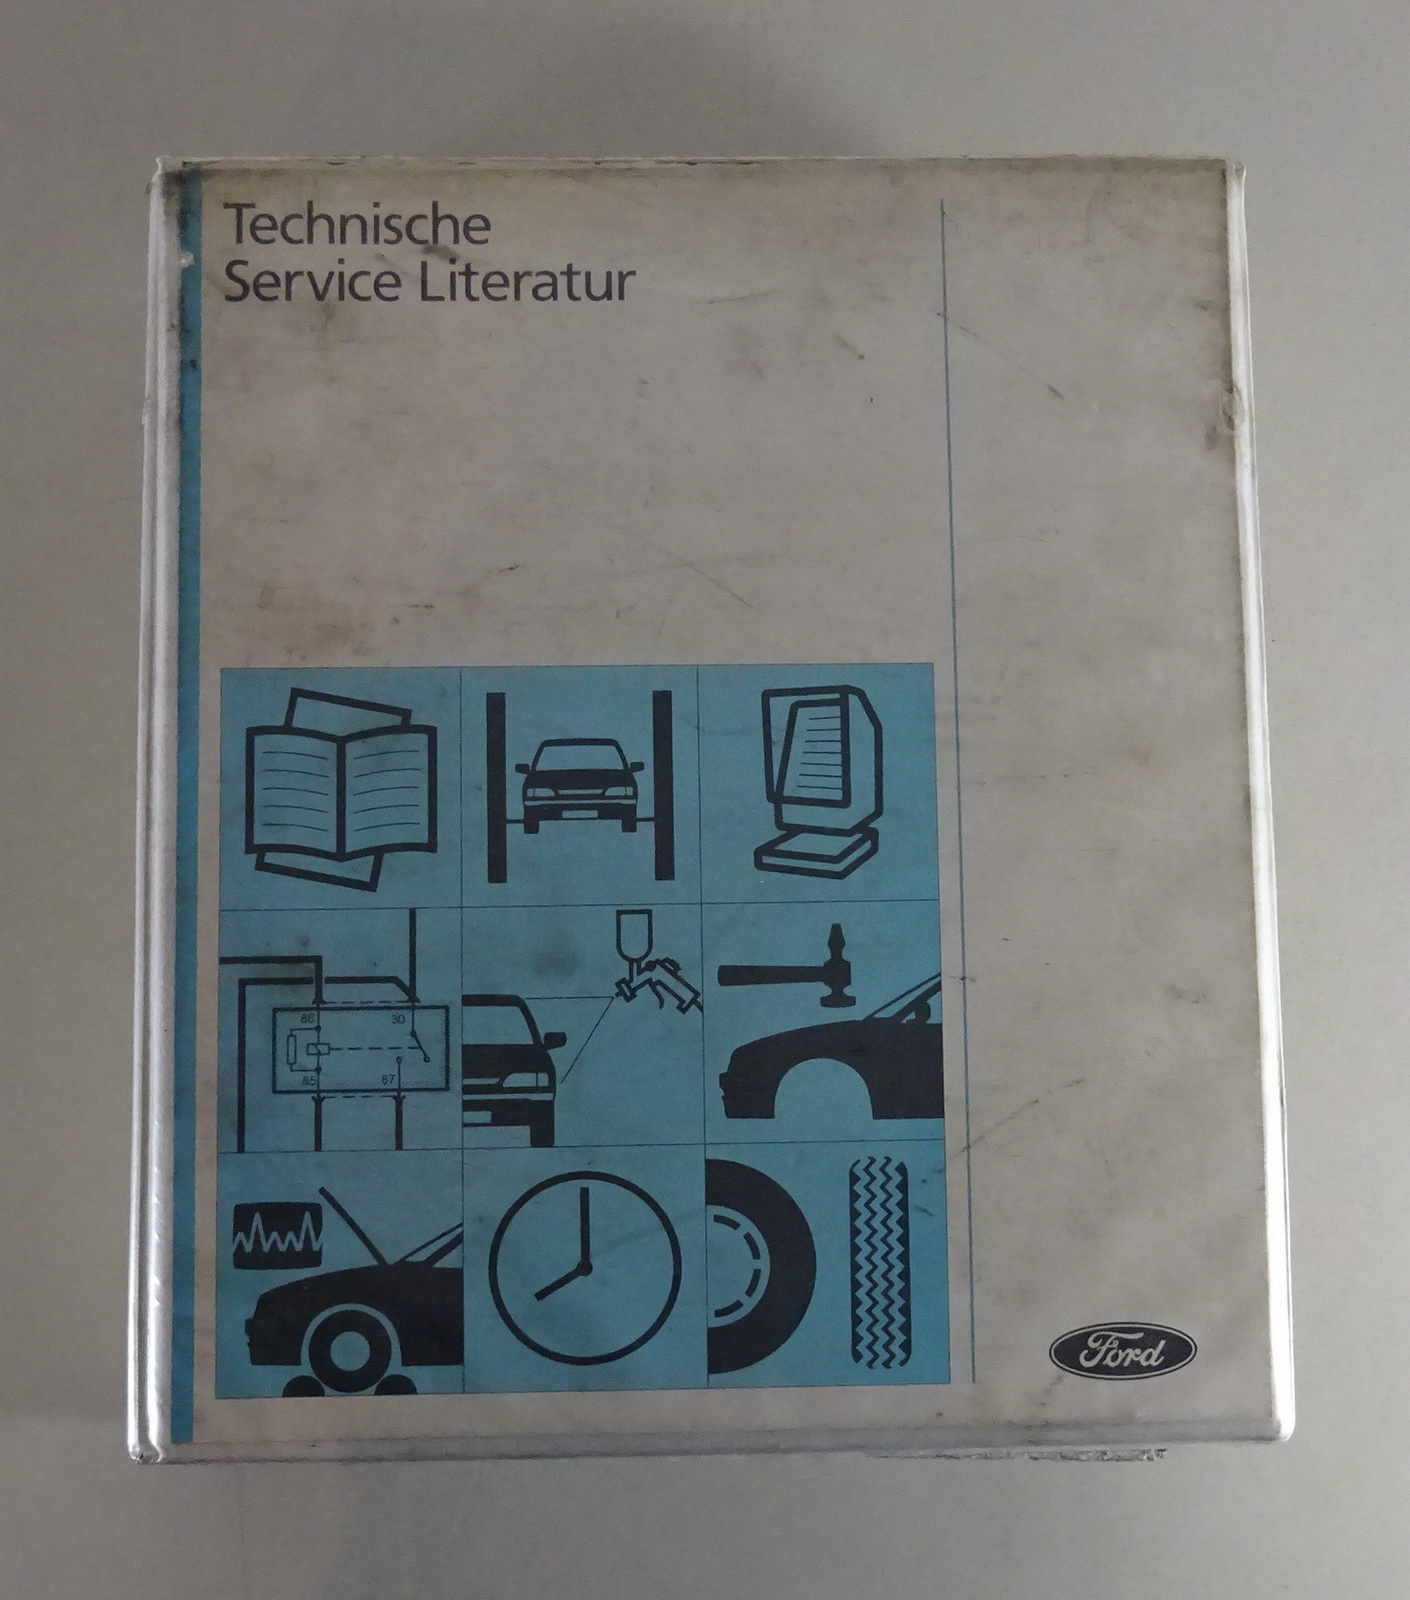 Technische
Service Literatur
86
30
85
87
Ford